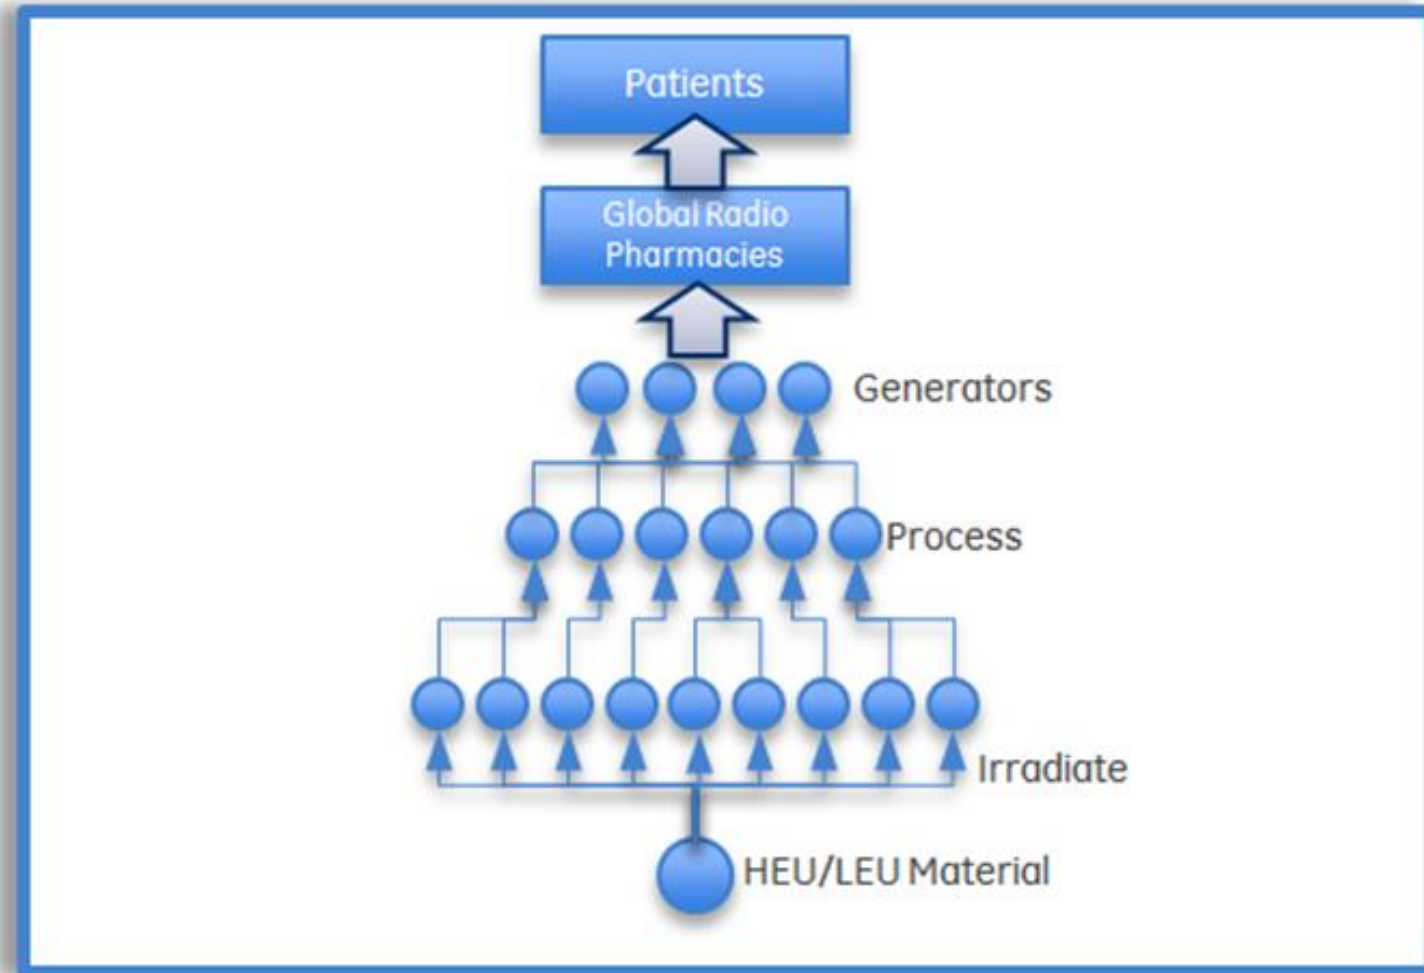 Patients
Global Radio
Pharmacies
Generators
Process
Irradiate
HEU/LEU Material